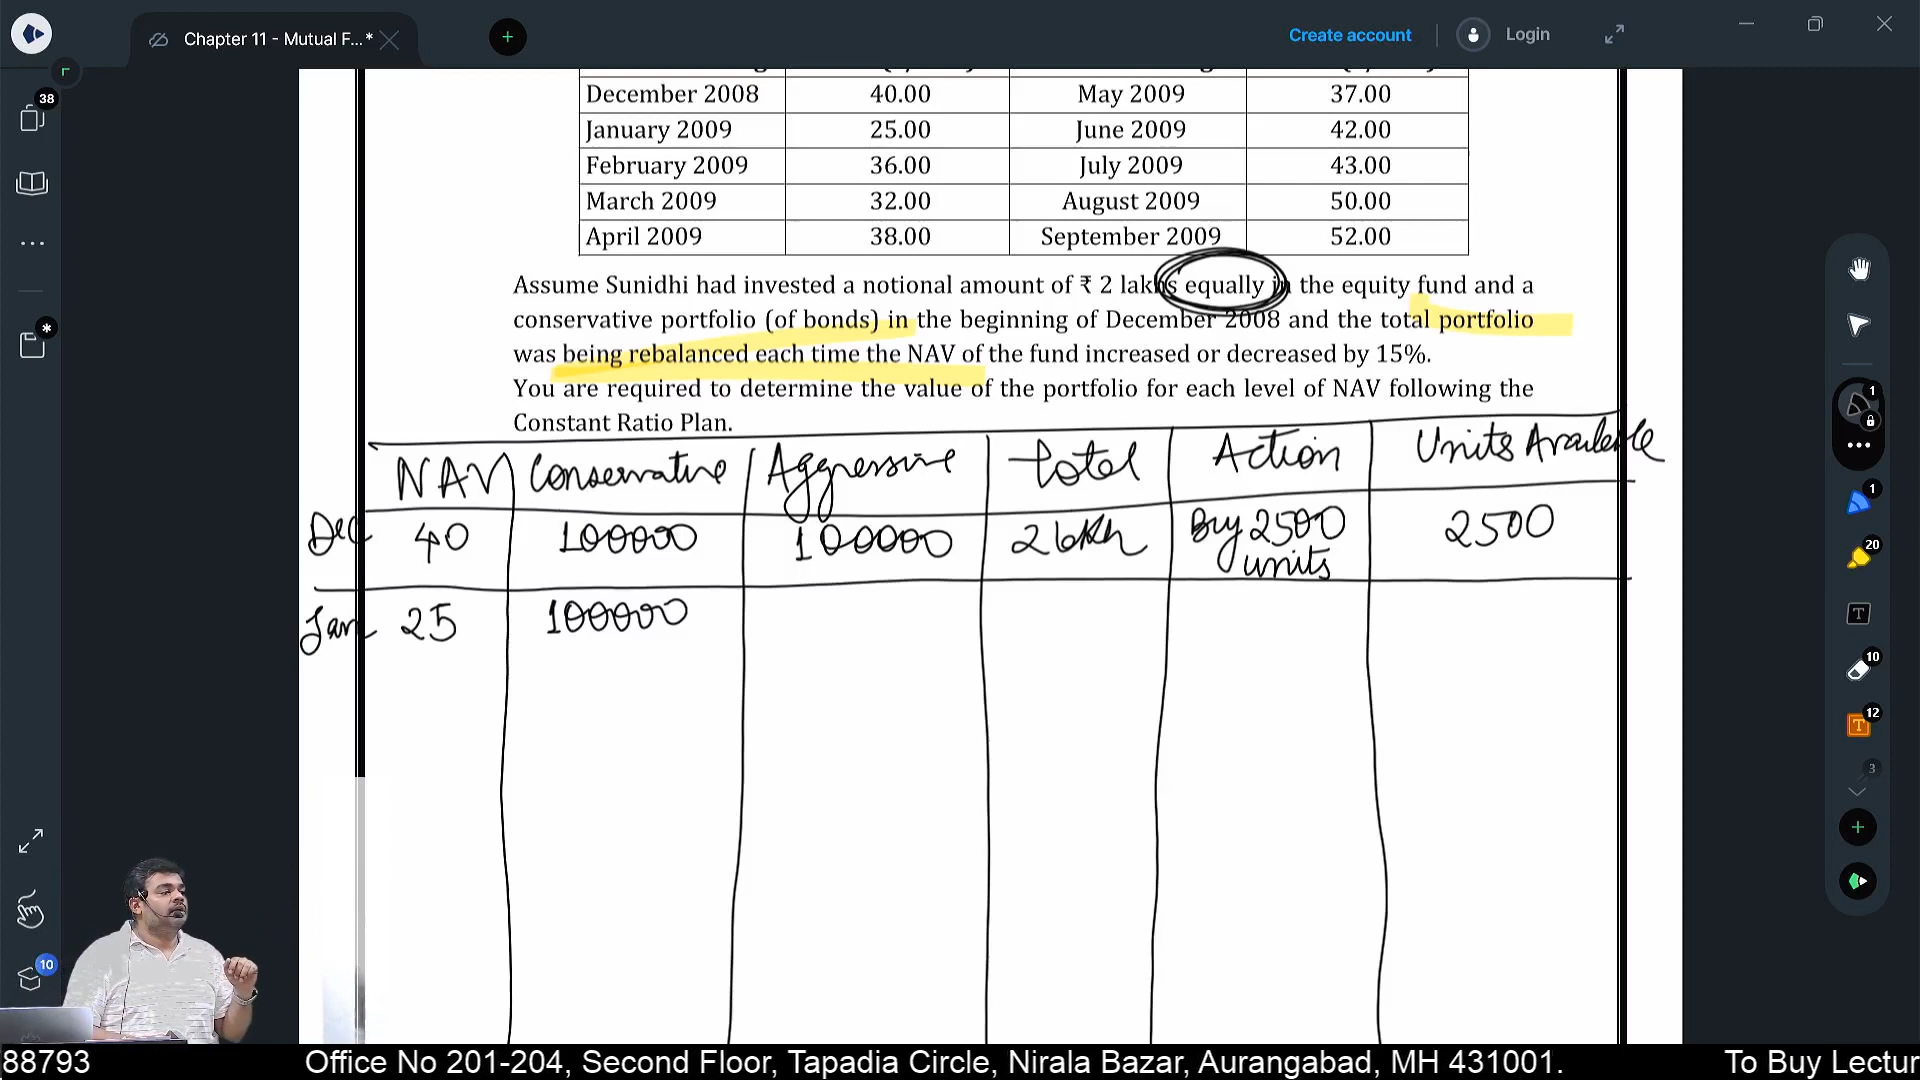 Chapter 11 - Mutual F...*
Create account
Login
38
December 2008 40.00 May 2009 37.00
January 2009 25.00 June 2009 42.00
February 2009 36.00 July 2009 43.00
March 2009 32.00 August 2009 50.00
April 2009 38.00 September 2009 52.00
Assume Sunidhi had invested a notional amount of ₹ 2 lakhs equally in the equity fund and a
conservative portfolio (of bonds) in the beginning of December 2008 and the total portfolio
was being rebalanced each time the NAV of the fund increased or decreased by 15%.
You are required to determine the value of the portfolio for each level of NAV following the
Constant Ratio Plan.
NAV Conservative Aggressive Total Action Units Available
Dec 40 100000 100000 2 lakh Buy 2500 units 2500
Jan 25 100000
1
1
20
T
10
T 12
3
10
88793 Office No 201-204, Second Floor, Tapadia Circle, Nirala Bazar, Aurangabad, MH 431001. To Buy Lectur